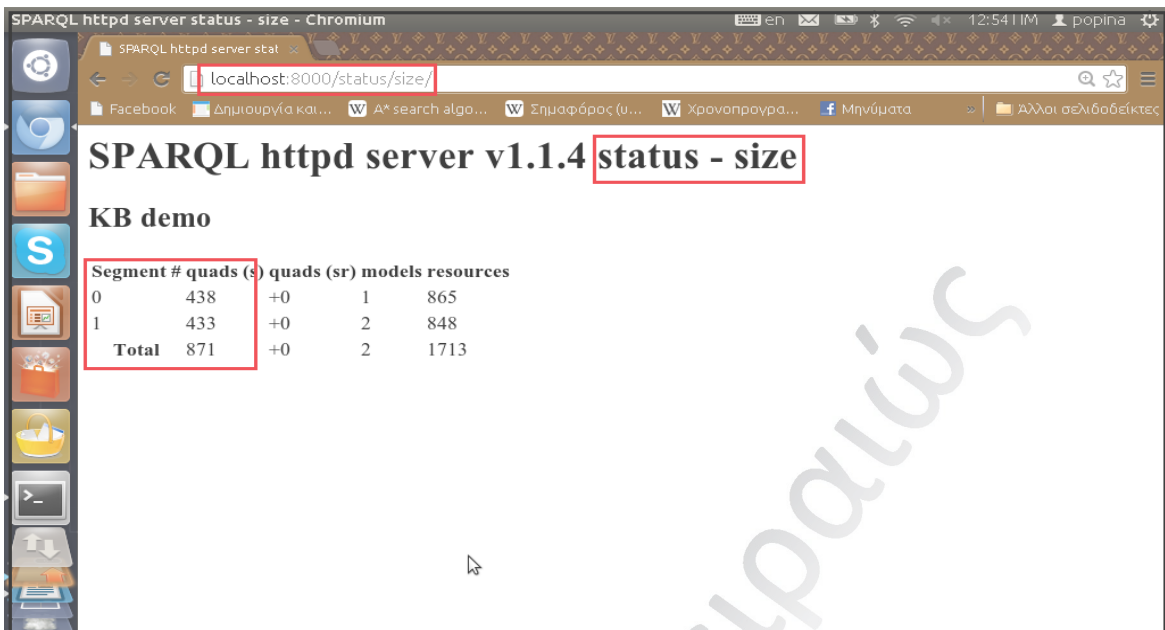 SPARQL httpd server status - size - Chromium en 12:54 ПМ popina
SPARQL httpd server stat
localhost:8000/status/size/
Facebook Δημιουργία και... A* search algo... Σημαφόρος (υ... Χρονοπρογρα... Μηνύματα » Άλλοι σελιδοδείκτες
SPARQL httpd server v1.1.4 status - size
KB demo
Segment # quads (s) quads (sr) models resources
0 438 +0 1 865
1 433 +0 2 848
Total 871 +0 2 1713
ιραιώς